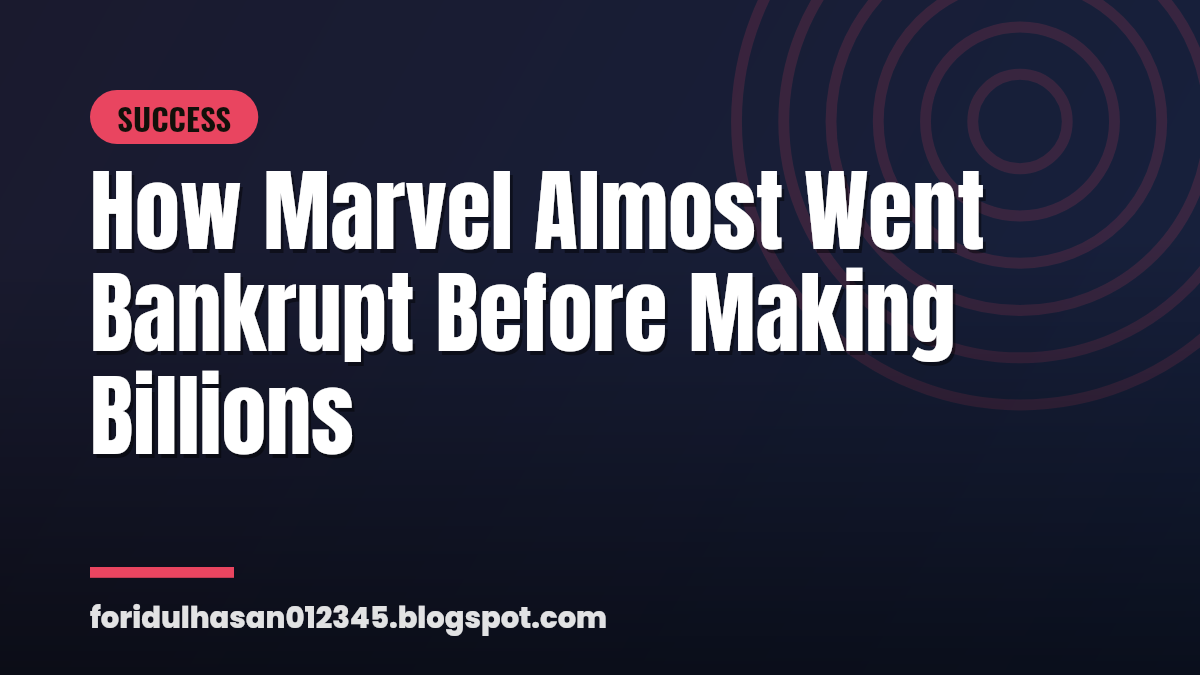 SUCCESS
How Marvel Almost Went
Bankrupt Before Making
Billions
foridulhasan012345.blogspot.com